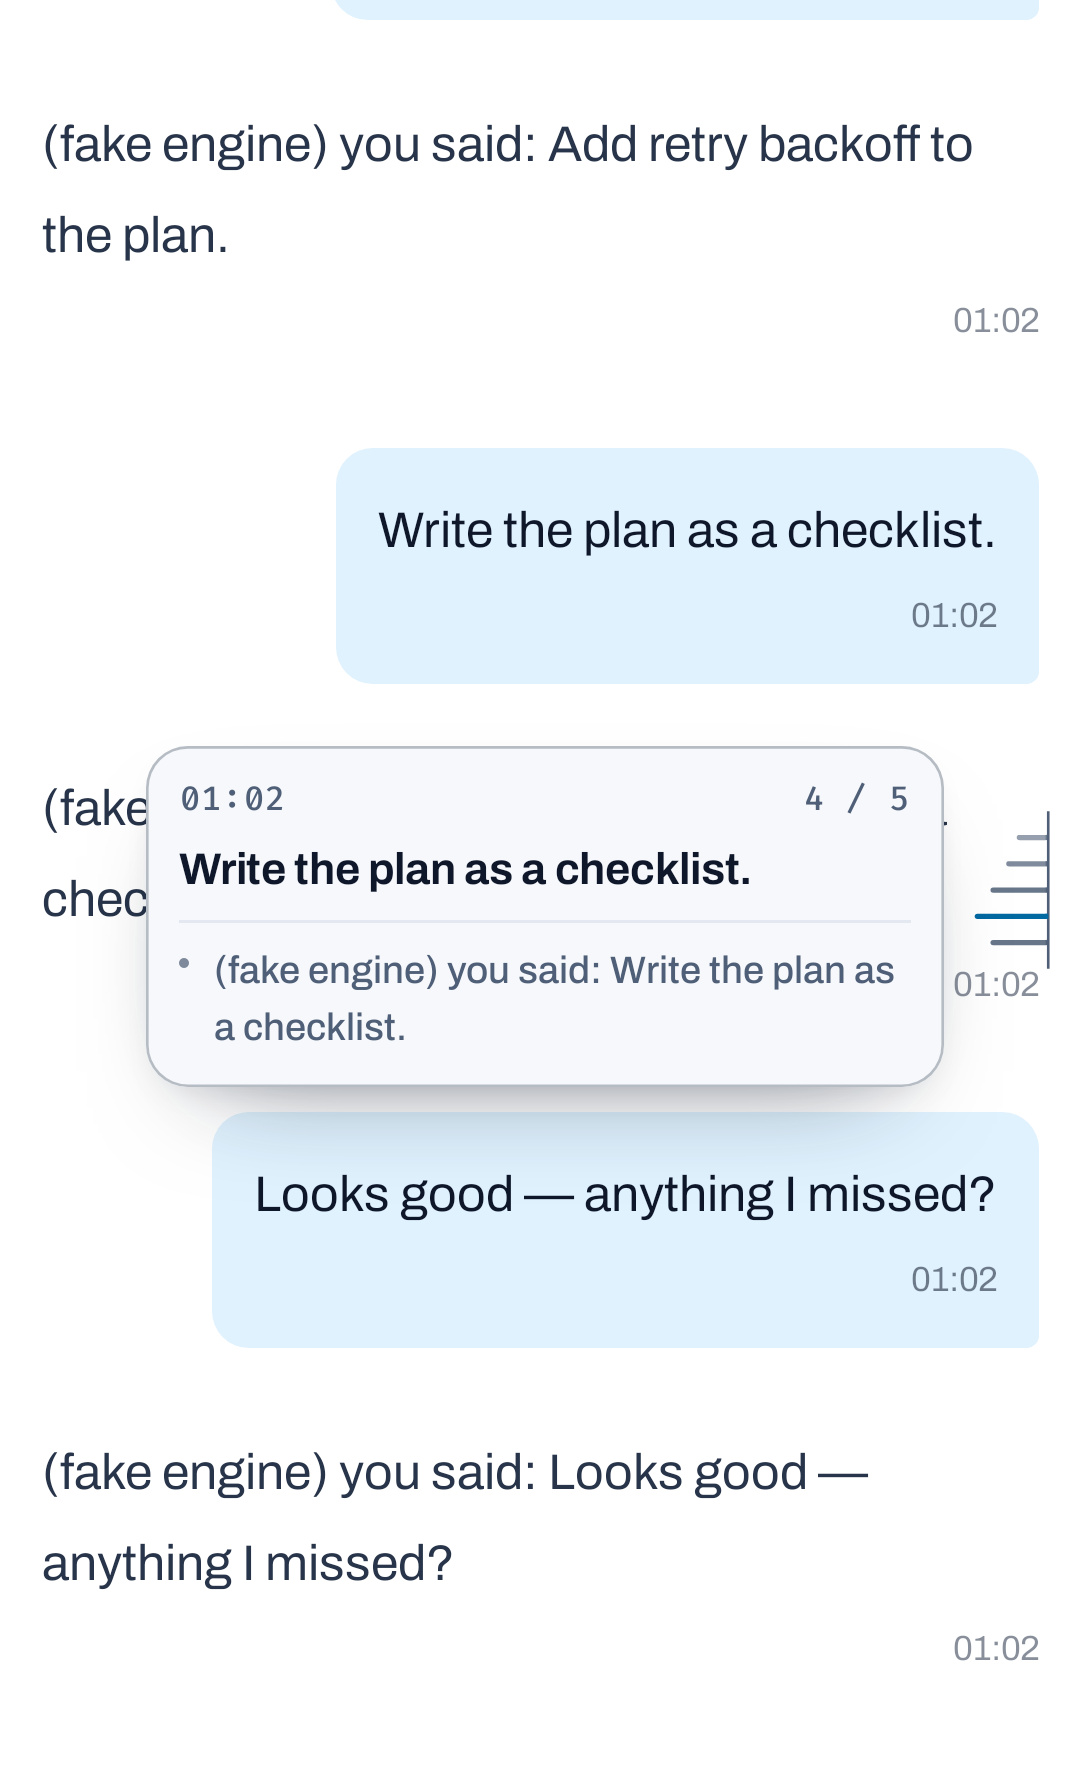 (fake engine) you said: Add retry backoff to
the plan.
01:02
Write the plan as a checklist.
01:02
(fake
chec
01:02
01:02 4 / 5
Write the plan as a checklist.
• (fake engine) you said: Write the plan as
a checklist.
Looks good — anything I missed?
01:02
(fake engine) you said: Looks good —
anything I missed?
01:02